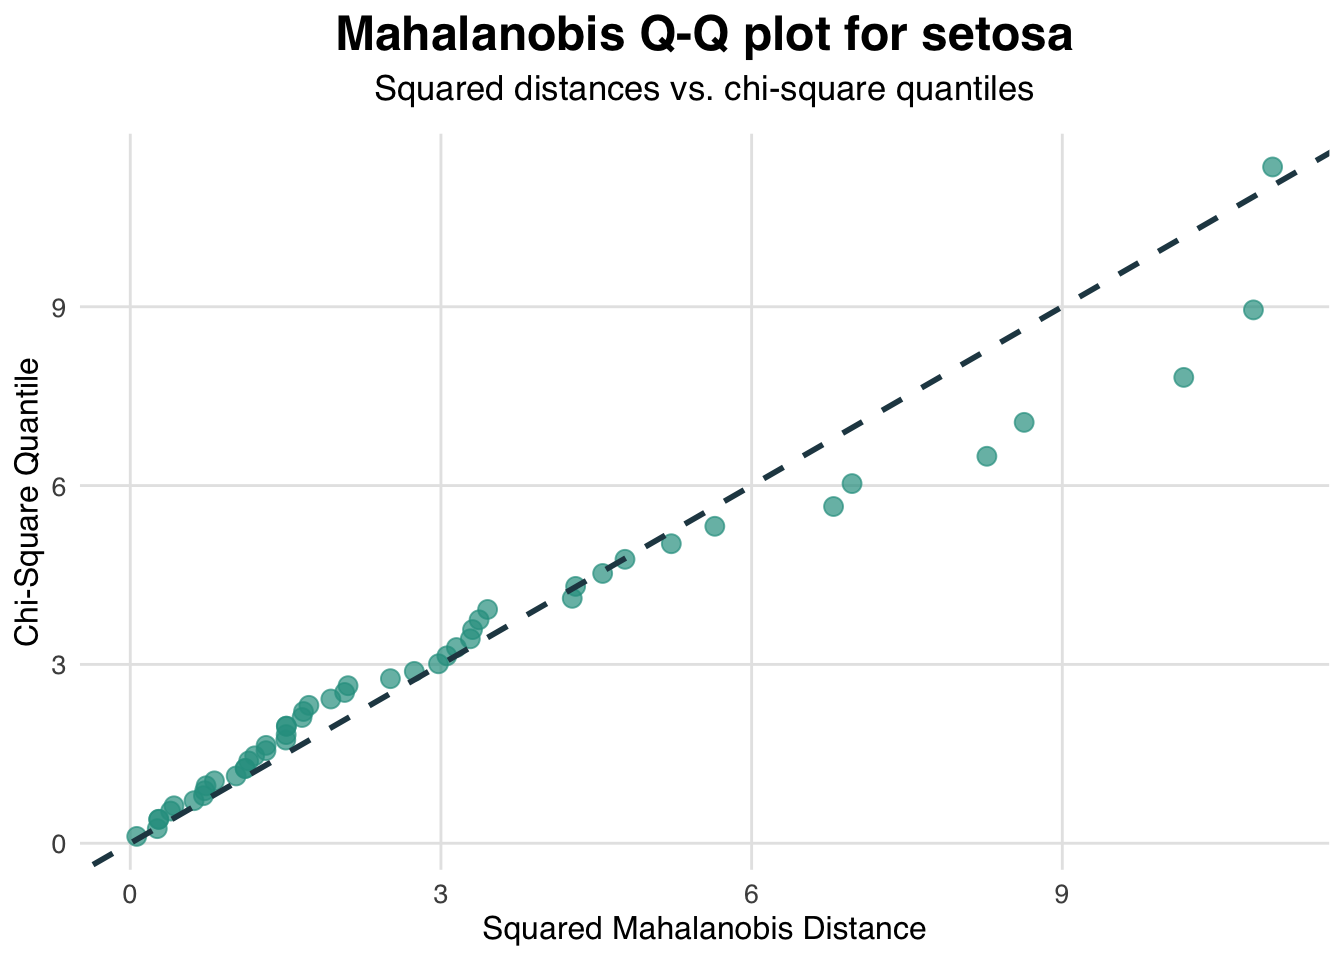 Mahalanobis Q-Q plot for setosa
Squared distances vs. chi-square quantiles
Chi-Square Quantile
9
6
3
0
0 3 6 9
Squared Mahalanobis Distance